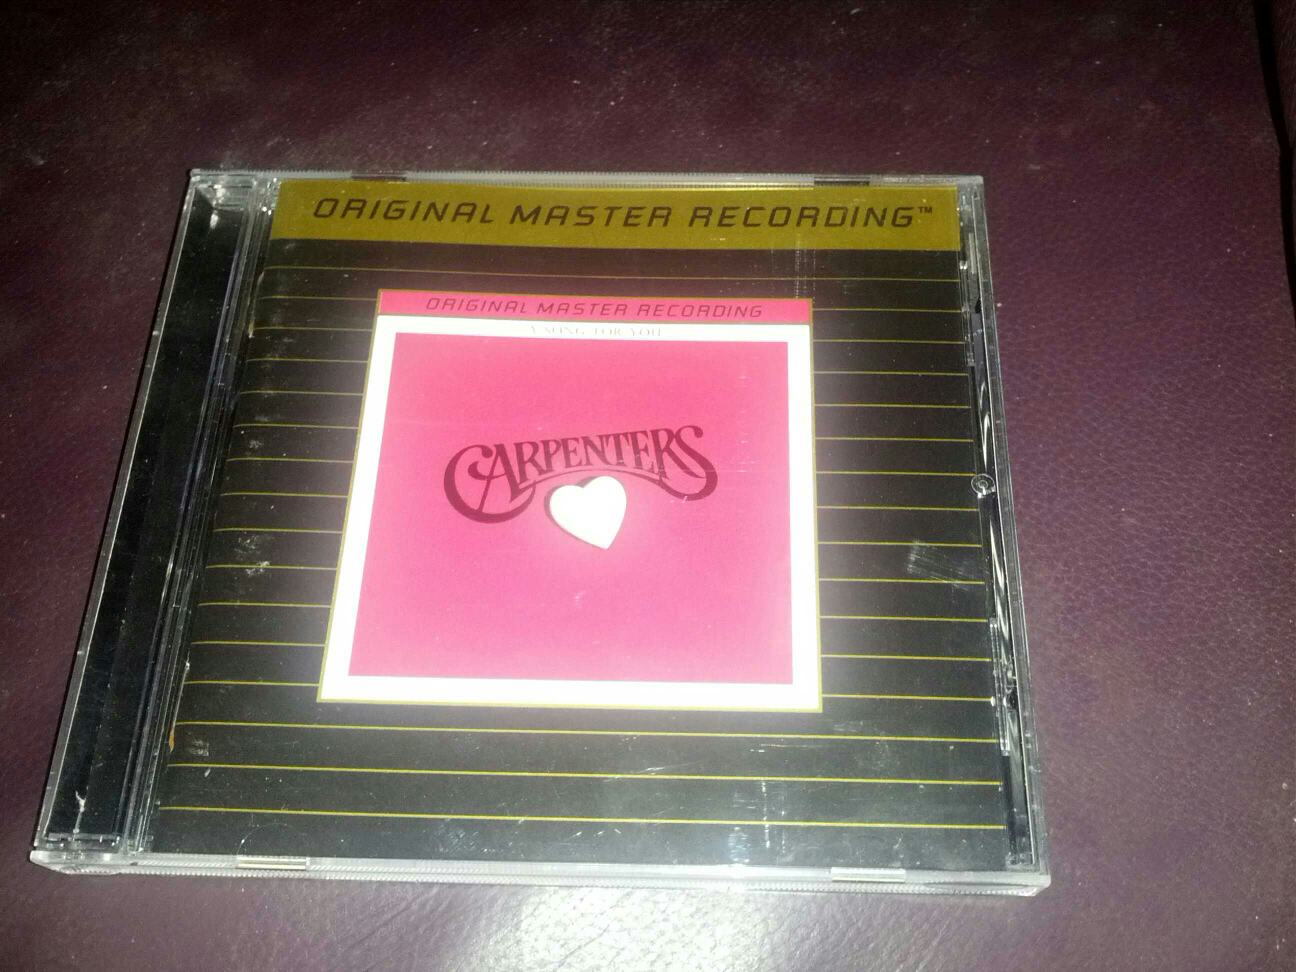 ORIGINAL MASTER RECORDING™
ORIGINAL MASTER RECORDING
A SONG FOR YOU
CARPENTERS